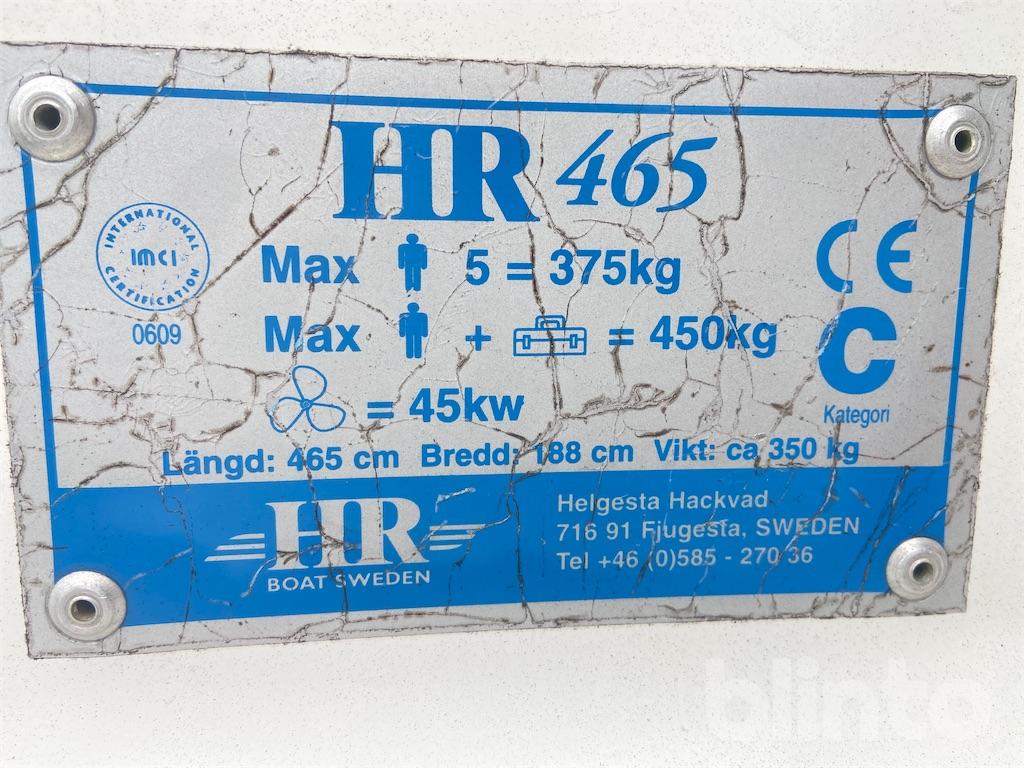 HR 465
INTERNATIONAL
IMCI
CERTIFICATION
0609
Max 5 = 375kg
Max + = 450kg
= 45kw
CE
C
Kategori
Längd: 465 cm Bredd: 188 cm Vikt: ca 350 kg
HR
BOAT SWEDEN
Helgesta Hackvad
716 91 Fjugesta, SWEDEN
Tel +46 (0)585 - 270 36
blinto